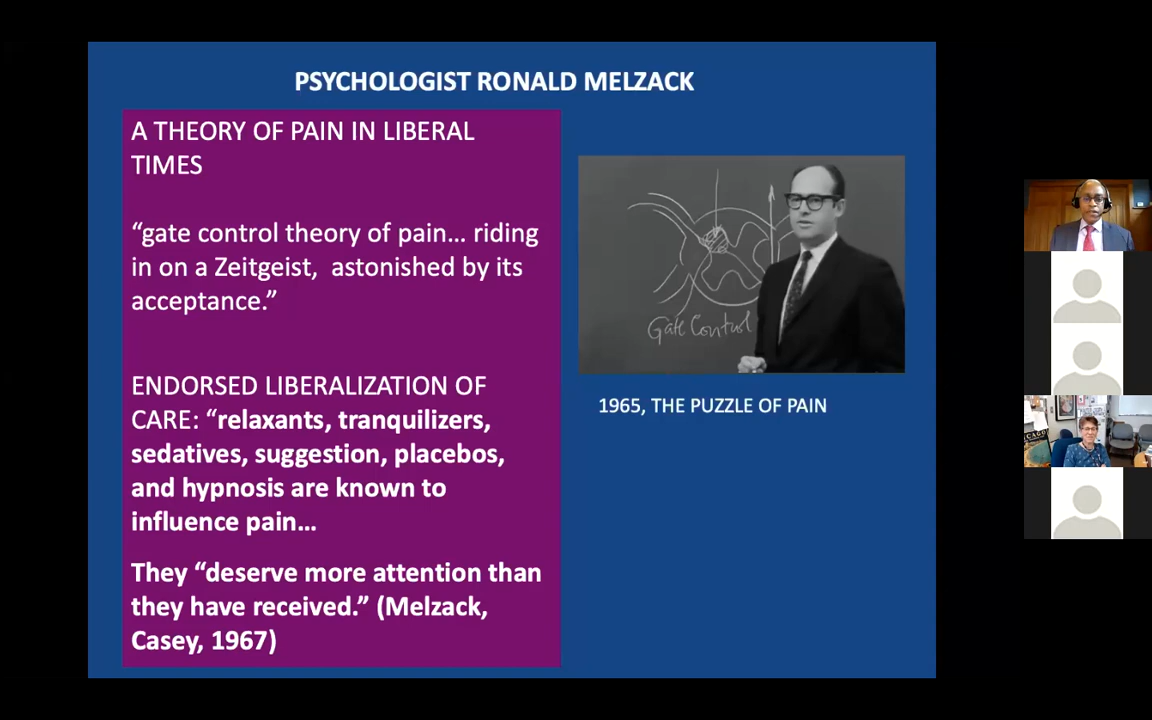 PSYCHOLOGIST RONALD MELZACK
A THEORY OF PAIN IN LIBERAL
TIMES
“gate control theory of pain... riding
in on a Zeitgeist,  astonished by its
acceptance.”
ENDORSED LIBERALIZATION OF
CARE: “relaxants, tranquilizers,
sedatives, suggestion, placebos,
and hypnosis are known to
influence pain...
They “deserve more attention than
they have received.” (Melzack,
Casey, 1967)
Gate Control
1965, THE PUZZLE OF PAIN